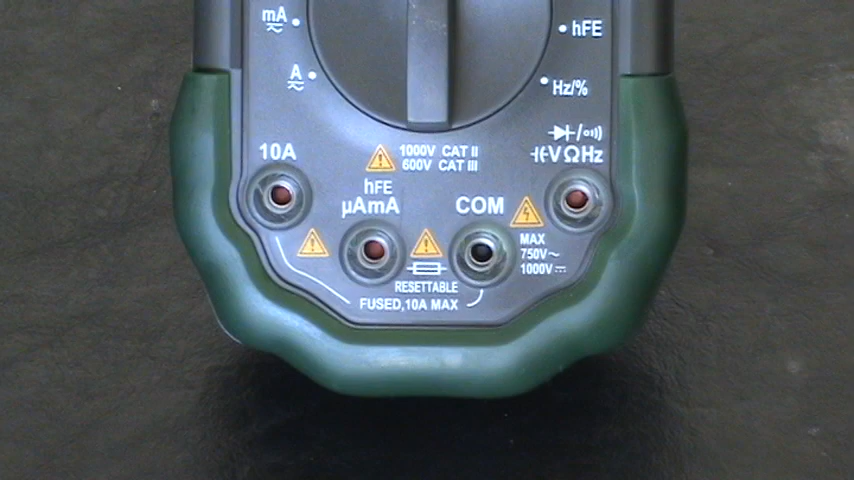 mA
hFE
A
Hz/%
10A
1000V CAT II
600V CAT III
VΩHz
hFE
µAmA
COM
MAX
750V~
1000V⎓
RESETTABLE
FUSED,10A MAX